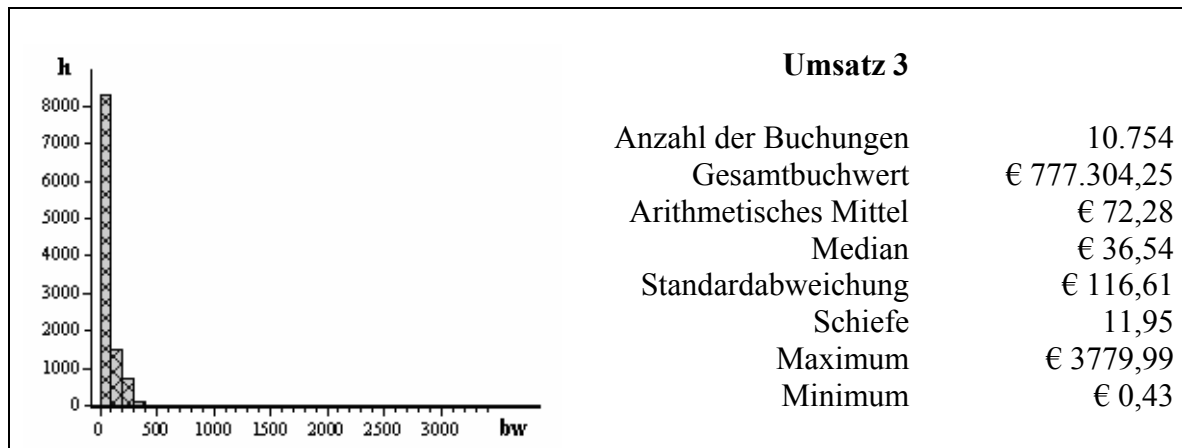 h
8000
7000
6000
5000
4000
3000
2000
1000
0
0 500 1000 1500 2000 2500 3000 bw
Umsatz 3
Anzahl der Buchungen 10.754
Gesamtbuchwert € 777.304,25
Arithmetisches Mittel € 72,28
Median € 36,54
Standardabweichung € 116,61
Schiefe 11,95
Maximum € 3779,99
Minimum € 0,43